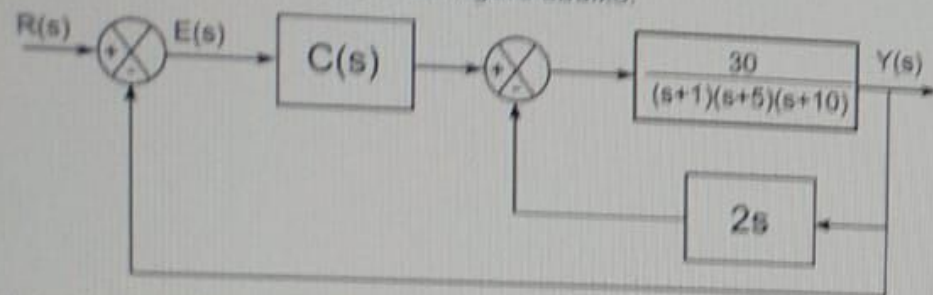 R(s)
+
-
E(s)
C(s)
+
-
30
(s+1)(s+5)(s+10)
Y(s)
2s